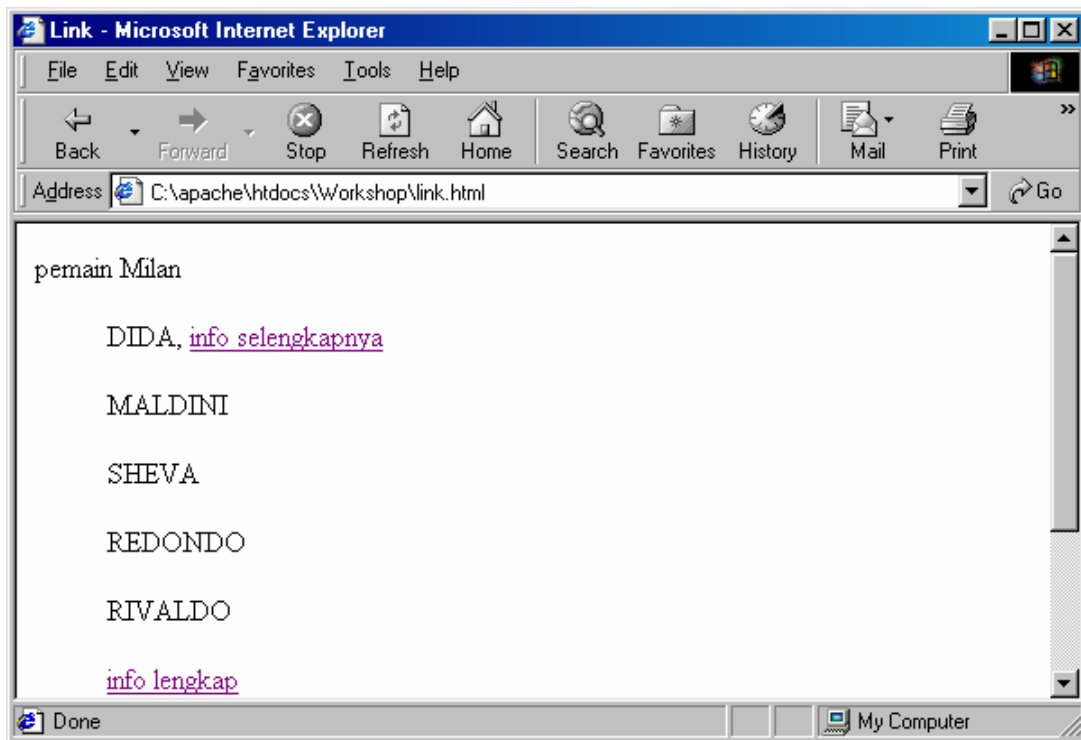 Link - Microsoft Internet Explorer
File Edit View Favorites Tools Help
Back Forward Stop Refresh Home Search Favorites History Mail Print »
Address C:\apache\htdocs\Workshop\link.html Go
pemain Milan
DIDA, info selengkapnya
MALDINI
SHEVA
REDONDO
RIVALDO
info lengkap
Done My Computer